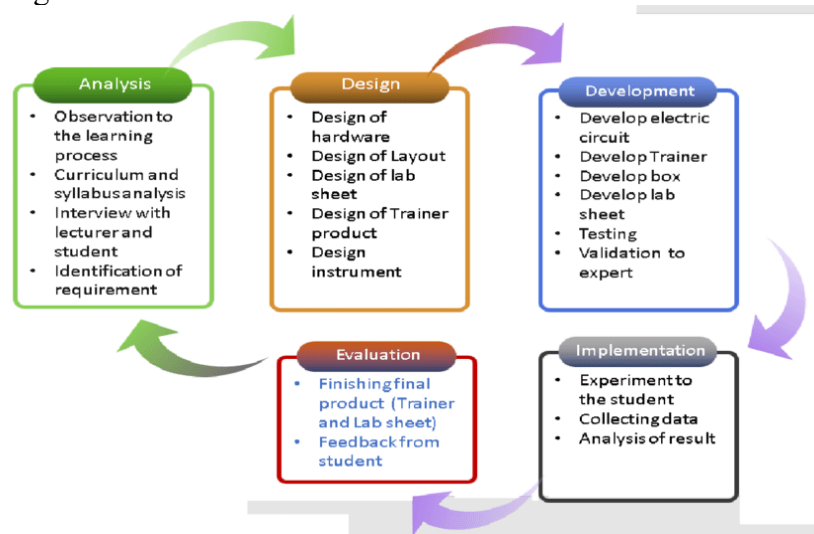 Analysis
• Observation to
the learning
process
• Curriculum and
syllabus analysis
• Interview with
lecturer and
student
• Identification of
requirement
Design
• Design of
hardware
• Design of Layout
• Design of lab
sheet
• Design of Trainer
product
• Design
instrument
Development
• Develop electric
circuit
• Develop Trainer
• Develop box
• Develop lab
sheet
• Testing
• Validation to
expert
Evaluation
• Finishing final
product (Trainer
and Lab sheet)
• Feedback from
student
Implementation
• Experiment to
the student
• Collecting data
• Analysis of result